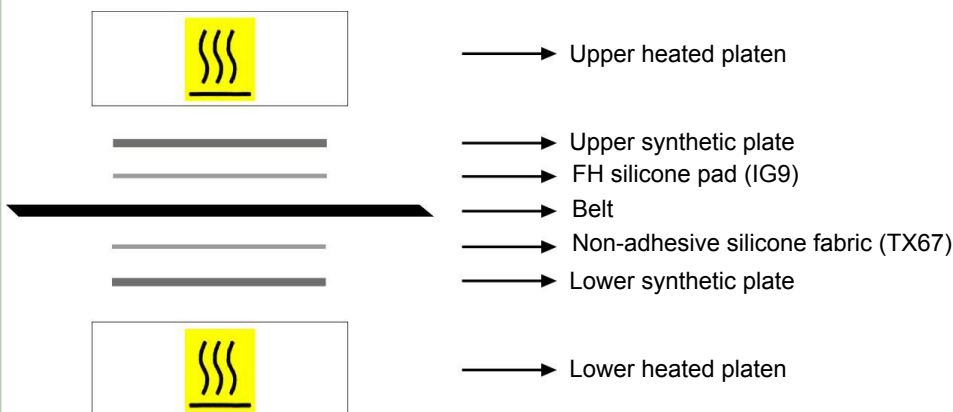 Upper heated platen
Upper synthetic plate
FH silicone pad (IG9)
Belt
Non-adhesive silicone fabric (TX67)
Lower synthetic plate
Lower heated platen